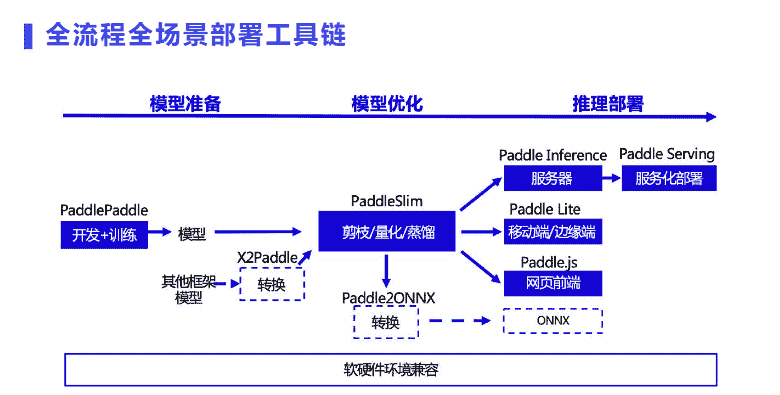 全流程全场景部署工具链
模型准备
模型优化
推理部署
Paddle Inference
Paddle Serving
服务器
服务化部署
PaddleSlim
PaddlePaddle
开发+训练
模型
剪枝/量化/蒸馏
Paddle Lite
移动端/边缘端
X2Paddle
其他框架
模型
转换
Paddle.js
网页前端
Paddle2ONNX
转换
ONNX
软硬件环境兼容